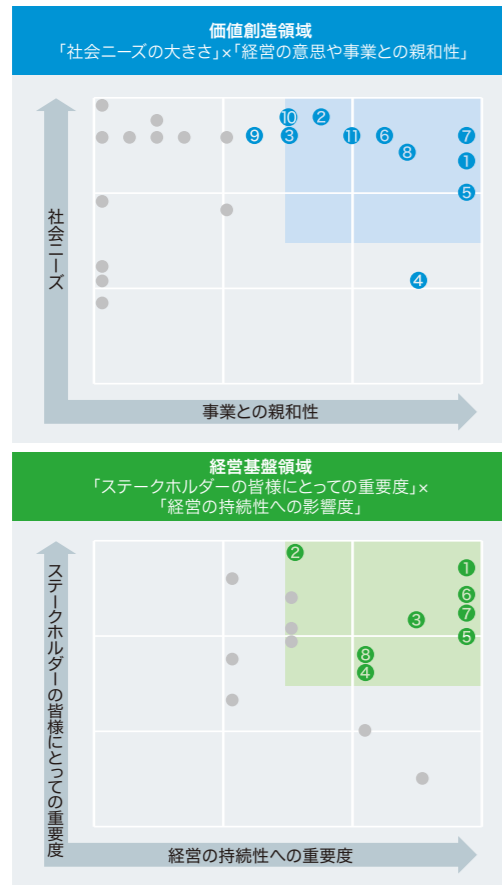 価値創造領域
「社会ニーズの大きさ」×「経営の意思や事業との親和性」
社会ニーズ
⑩ ② 
⑨ ③ ⑪ ⑥ ⑦
⑧ ①
⑤
④
事業との親和性
経営基盤領域
「ステークホルダーの皆様にとっての重要度」×
「経営の持続性への影響度」
ステークホルダーの皆様にとっての重要度
②
①
⑥
③ ⑦
⑤
⑧
④
経営の持続性への重要度